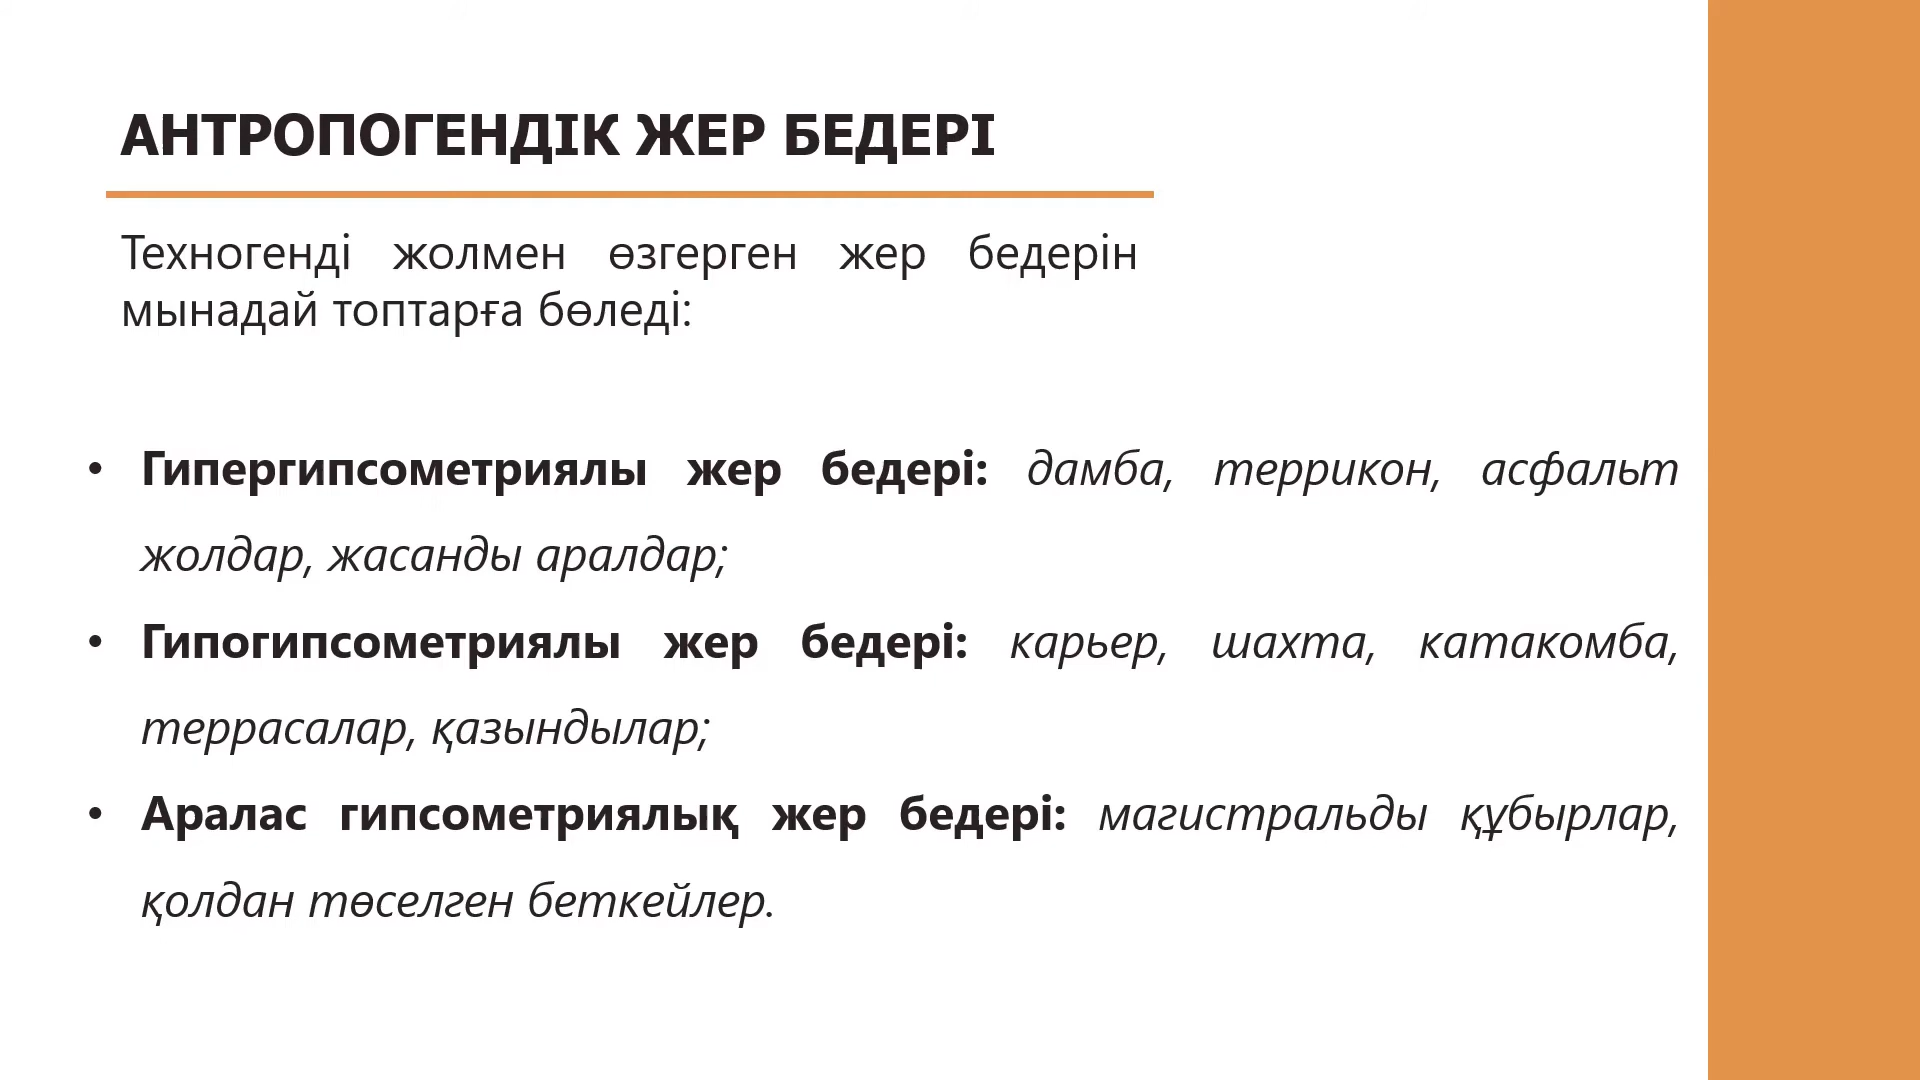 АНТРОПОГЕНДІК ЖЕР БЕДЕРІ
Техногенді жолмен өзгерген жер бедерін
мынадай топтарға бөледі:
• Гипергипсометриялы жер бедері: дамба, террикон, асфальт
жолдар, жасанды аралдар;
• Гипогипсометриялы жер бедері: карьер, шахта, катакомба,
террасалар, қазындылар;
• Аралас гипсометриялық жер бедері: магистральды құбырлар,
қолдан төселген беткейлер.